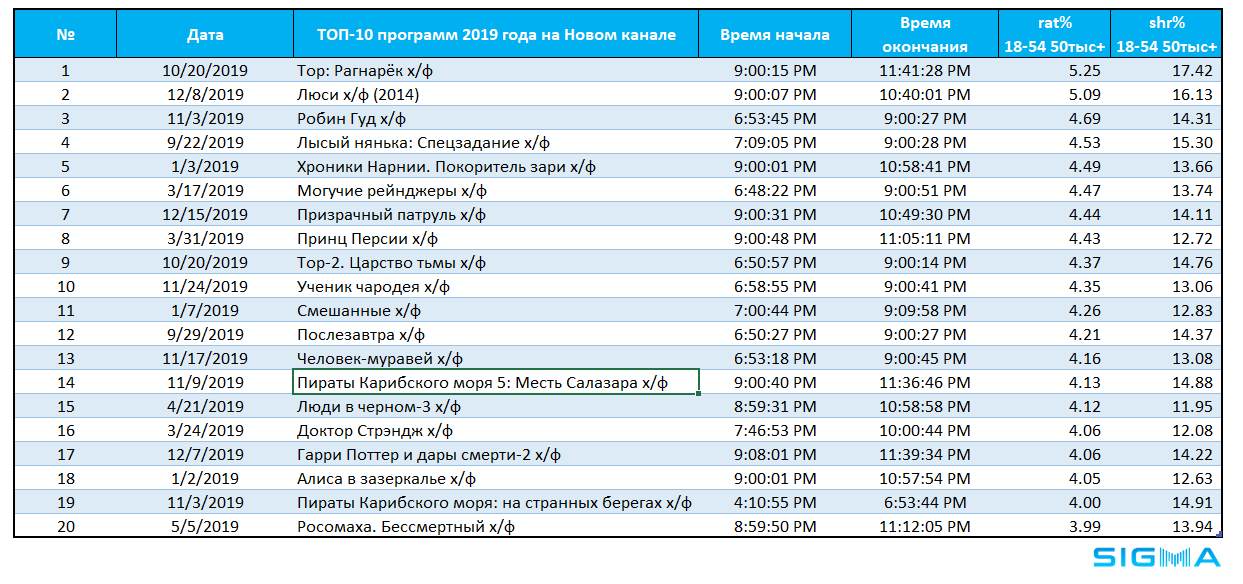 № Дата ТОП-10 программ 2019 года на Новом канале Время начала Время окончания rat% 18-54 50тыс+ shr% 18-54 50тыс+
1 10/20/2019 Тор: Рагнарёк х/ф 9:00:15 PM 11:41:28 PM 5.25 17.42
2 12/8/2019 Люси х/ф (2014) 9:00:07 PM 10:40:01 PM 5.09 16.13
3 11/3/2019 Робин Гуд х/ф 6:53:45 PM 9:00:27 PM 4.69 14.31
4 9/22/2019 Лысый нянька: Спецзадание х/ф 7:09:05 PM 9:00:28 PM 4.53 15.30
5 1/3/2019 Хроники Нарнии. Покоритель зари х/ф 9:00:01 PM 10:58:41 PM 4.49 13.66
6 3/17/2019 Могучие рейнджеры х/ф 6:48:22 PM 9:00:51 PM 4.47 13.74
7 12/15/2019 Призрачный патруль х/ф 9:00:31 PM 10:49:30 PM 4.44 14.11
8 3/31/2019 Принц Персии х/ф 9:00:48 PM 11:05:11 PM 4.43 12.72
9 10/20/2019 Тор-2. Царство тьмы х/ф 6:50:57 PM 9:00:14 PM 4.37 14.76
10 11/24/2019 Ученик чародея х/ф 6:58:55 PM 9:00:41 PM 4.35 13.06
11 1/7/2019 Смешанные х/ф 7:00:44 PM 9:09:58 PM 4.26 12.83
12 9/29/2019 Послезавтра х/ф 6:50:27 PM 9:00:27 PM 4.21 14.37
13 11/17/2019 Человек-муравей х/ф 6:53:18 PM 9:00:45 PM 4.16 13.08
14 11/9/2019 Пираты Карибского моря 5: Месть Салазара х/ф 9:00:40 PM 11:36:46 PM 4.13 14.88
15 4/21/2019 Люди в черном-3 х/ф 8:59:31 PM 10:58:58 PM 4.12 11.95
16 3/24/2019 Доктор Стрэндж х/ф 7:46:53 PM 10:00:44 PM 4.06 12.08
17 12/7/2019 Гарри Поттер и дары смерти-2 х/ф 9:08:01 PM 11:39:34 PM 4.06 14.22
18 1/2/2019 Алиса в зазеркалье х/ф 9:00:01 PM 10:57:54 PM 4.05 12.63
19 11/3/2019 Пираты Карибского моря: на странных берегах х/ф 4:10:55 PM 6:53:44 PM 4.00 14.91
20 5/5/2019 Росомаха. Бессмертный х/ф 8:59:50 PM 11:12:05 PM 3.99 13.94
SIGMA